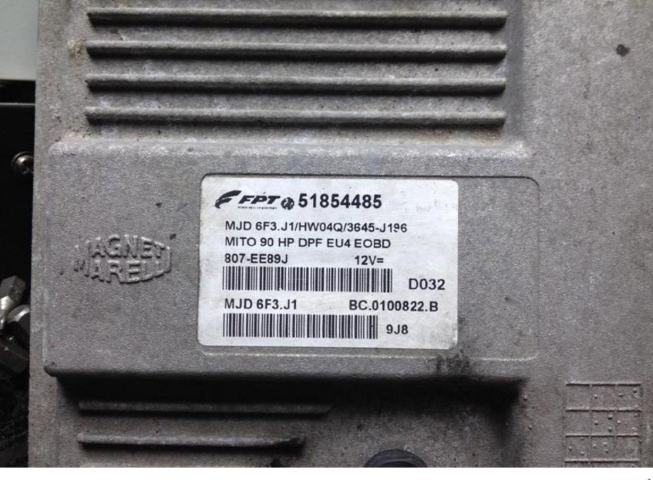 FPT 51854485
MJD 6F3.J1/HW04Q/3645-J196
MITO 90 HP DPF EU4 EOBD
807-EE89J 12V=
D032
MJD 6F3.J1 BC.0100822.B
9J8
MAGNETI
MARELLI